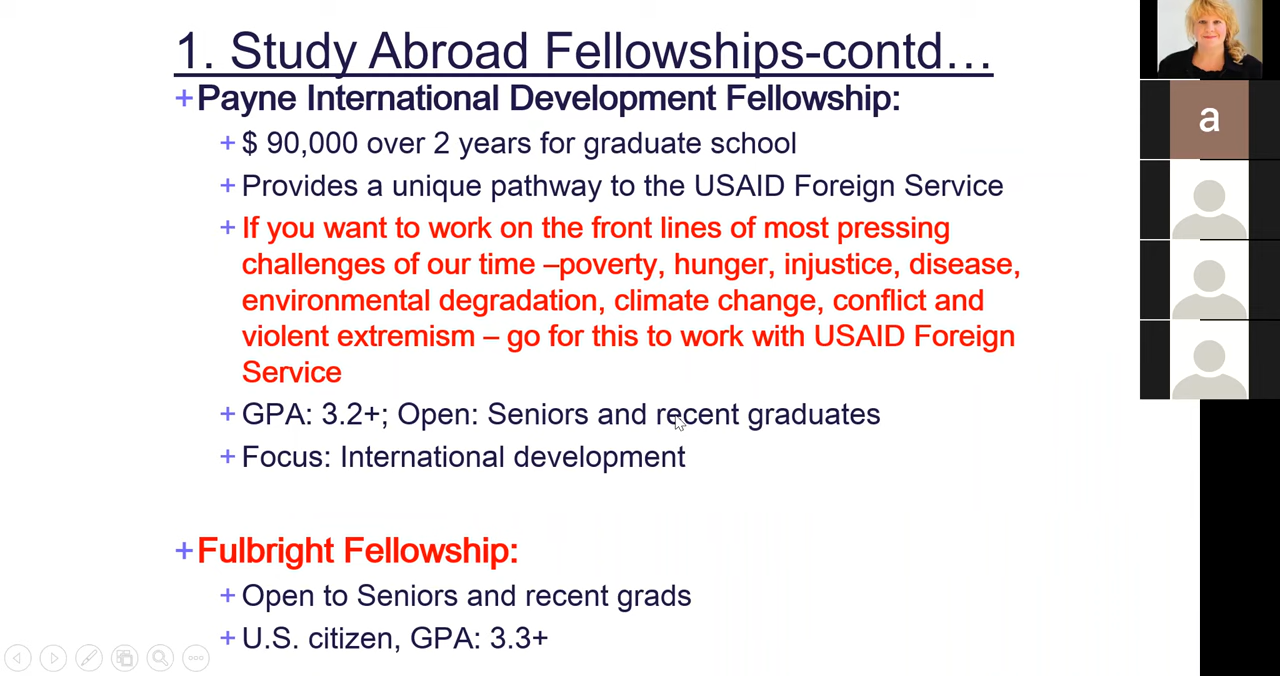 1. Study Abroad Fellowships-contd…
+Payne International Development Fellowship:
+$ 90,000 over 2 years for graduate school
+Provides a unique pathway to the USAID Foreign Service
+If you want to work on the front lines of most pressing
challenges of our time –poverty, hunger, injustice, disease,
environmental degradation, climate change, conflict and
violent extremism – go for this to work with USAID Foreign
Service
+GPA: 3.2+; Open: Seniors and recent graduates
+Focus: International development
+Fulbright Fellowship:
+Open to Seniors and recent grads
+U.S. citizen, GPA: 3.3+
a